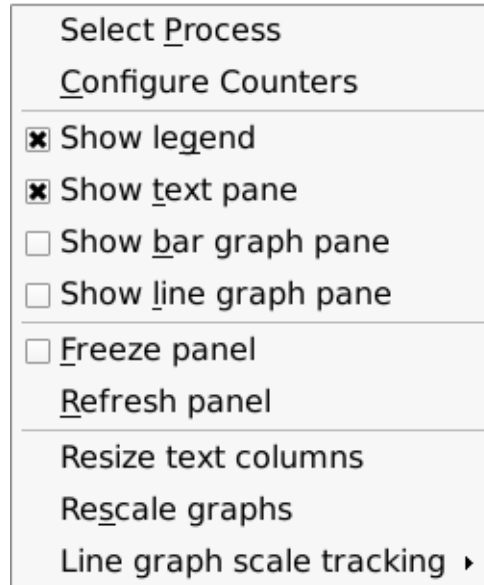 Select Process
Configure Counters
Show legend
Show text pane
Show bar graph pane
Show line graph pane
Freeze panel
Refresh panel
Resize text columns
Rescale graphs
Line graph scale tracking